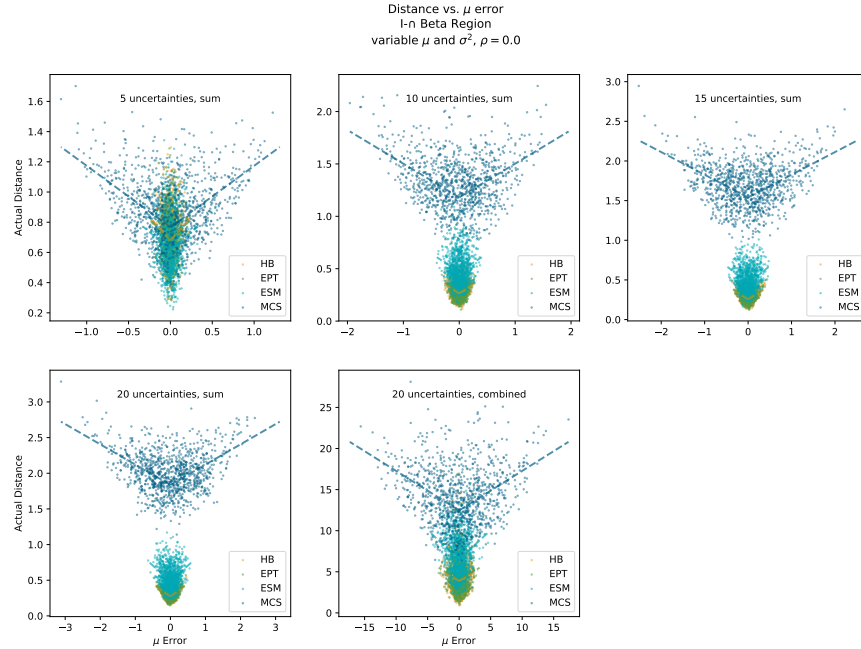 Distance vs. μ error
I-∩ Beta Region
variable μ and σ², ρ = 0.0
5 uncertainties, sum
Actual Distance
1.6
1.4
1.2
1.0
0.8
0.6
0.4
0.2
−1.0
−0.5
0.0
0.5
1.0
HB
EPT
ESM
MCS
10 uncertainties, sum
2.0
1.5
1.0
0.5
0.0
−2
−1
0
1
2
HB
EPT
ESM
MCS
15 uncertainties, sum
3.0
2.5
2.0
1.5
1.0
0.5
0.0
−2
−1
0
1
2
HB
EPT
ESM
MCS
20 uncertainties, sum
Actual Distance
3.0
2.5
2.0
1.5
1.0
0.5
0.0
−3
−2
−1
0
1
2
3
μ Error
HB
EPT
ESM
MCS
20 uncertainties, combined
25
20
15
10
5
0
−15
−10
−5
0
5
10
15
μ Error
HB
EPT
ESM
MCS